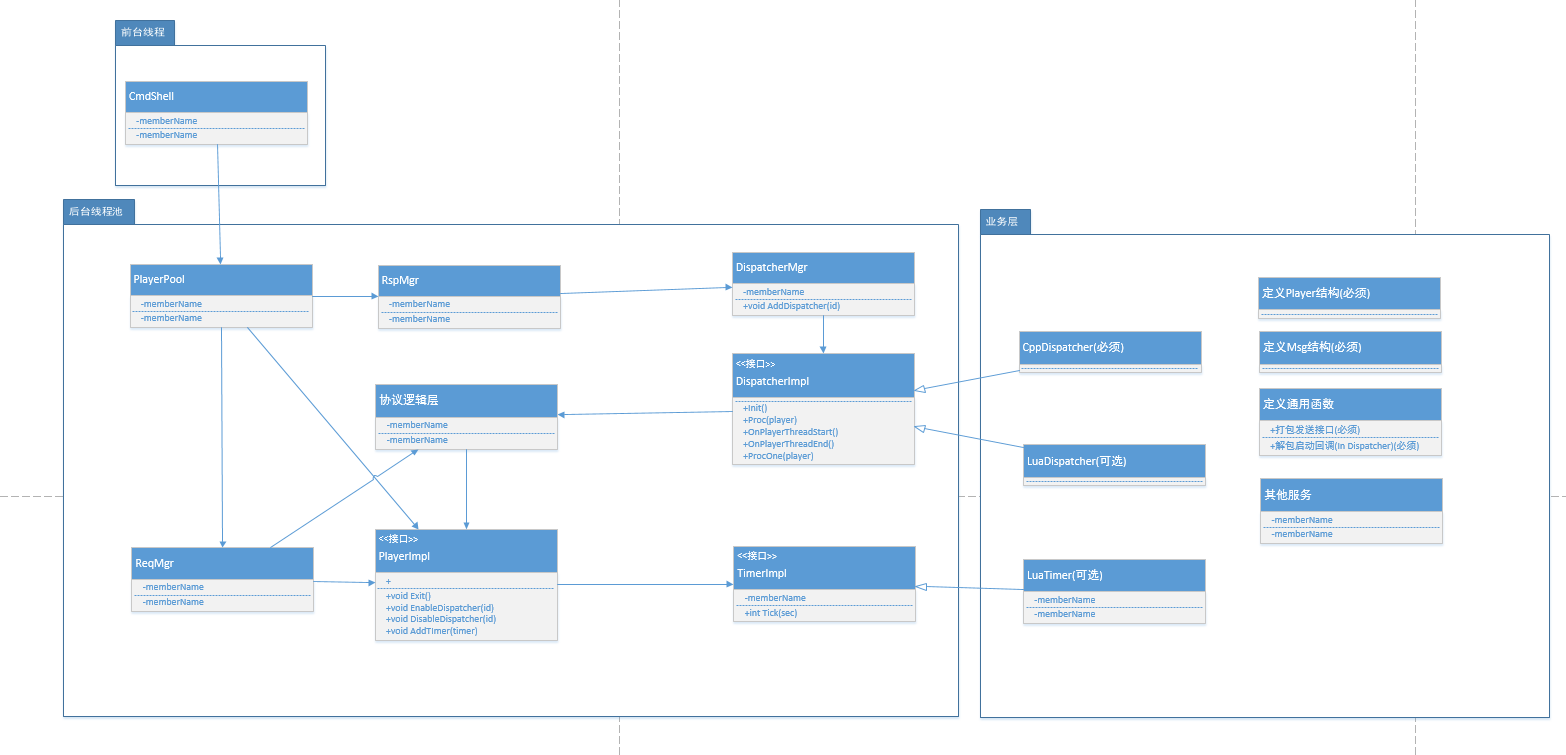 前台线程
CmdShell
-memberName
-memberName
后台线程池
PlayerPool
-memberName
-memberName
RspMgr
-memberName
-memberName
DispatcherMgr
-memberName
+void AddDispatcher(id)
<<接口>>
DispatcherImpl
+Init()
+Proc(player)
+OnPlayerThreadStart()
+OnPlayerThreadEnd()
+ProcOne(player)
协议逻辑层
-memberName
-memberName
ReqMgr
-memberName
-memberName
<<接口>>
PlayerImpl
+
+void Exit()
+void EnableDispatcher(id)
+void DisableDispatcher(id)
+void AddTimer(timer)
<<接口>>
TimerImpl
-memberName
+int Tick(sec)
业务层
CppDispatcher(必须)
LuaDispatcher(可选)
LuaTimer(可选)
-memberName
-memberName
定义Player结构(必须)
定义Msg结构(必须)
定义通用函数
+打包发送接口(必须)
+解包启动回调(In Dispatcher)(必须)
其他服务
-memberName
-memberName